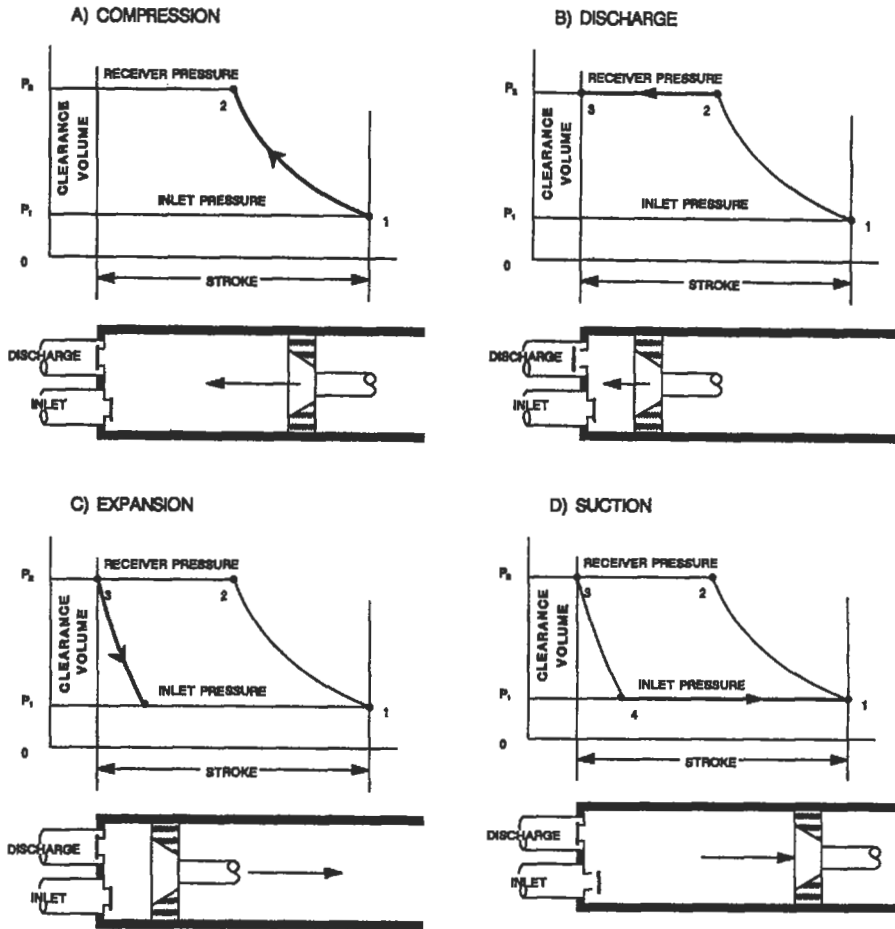 A) COMPRESSION
P₂
RECEIVER PRESSURE
2
CLEARANCE
VOLUME
P₁
INLET PRESSURE
1
0
STROKE
DISCHARGE
INLET
B) DISCHARGE
P₂
RECEIVER PRESSURE
3
2
CLEARANCE
VOLUME
P₁
INLET PRESSURE
1
0
STROKE
DISCHARGE
INLET
C) EXPANSION
P₂
RECEIVER PRESSURE
3
2
CLEARANCE
VOLUME
P₁
INLET PRESSURE
1
0
STROKE
DISCHARGE
INLET
D) SUCTION
P₂
RECEIVER PRESSURE
3
2
CLEARANCE
VOLUME
P₁
INLET PRESSURE
4
1
0
STROKE
DISCHARGE
INLET